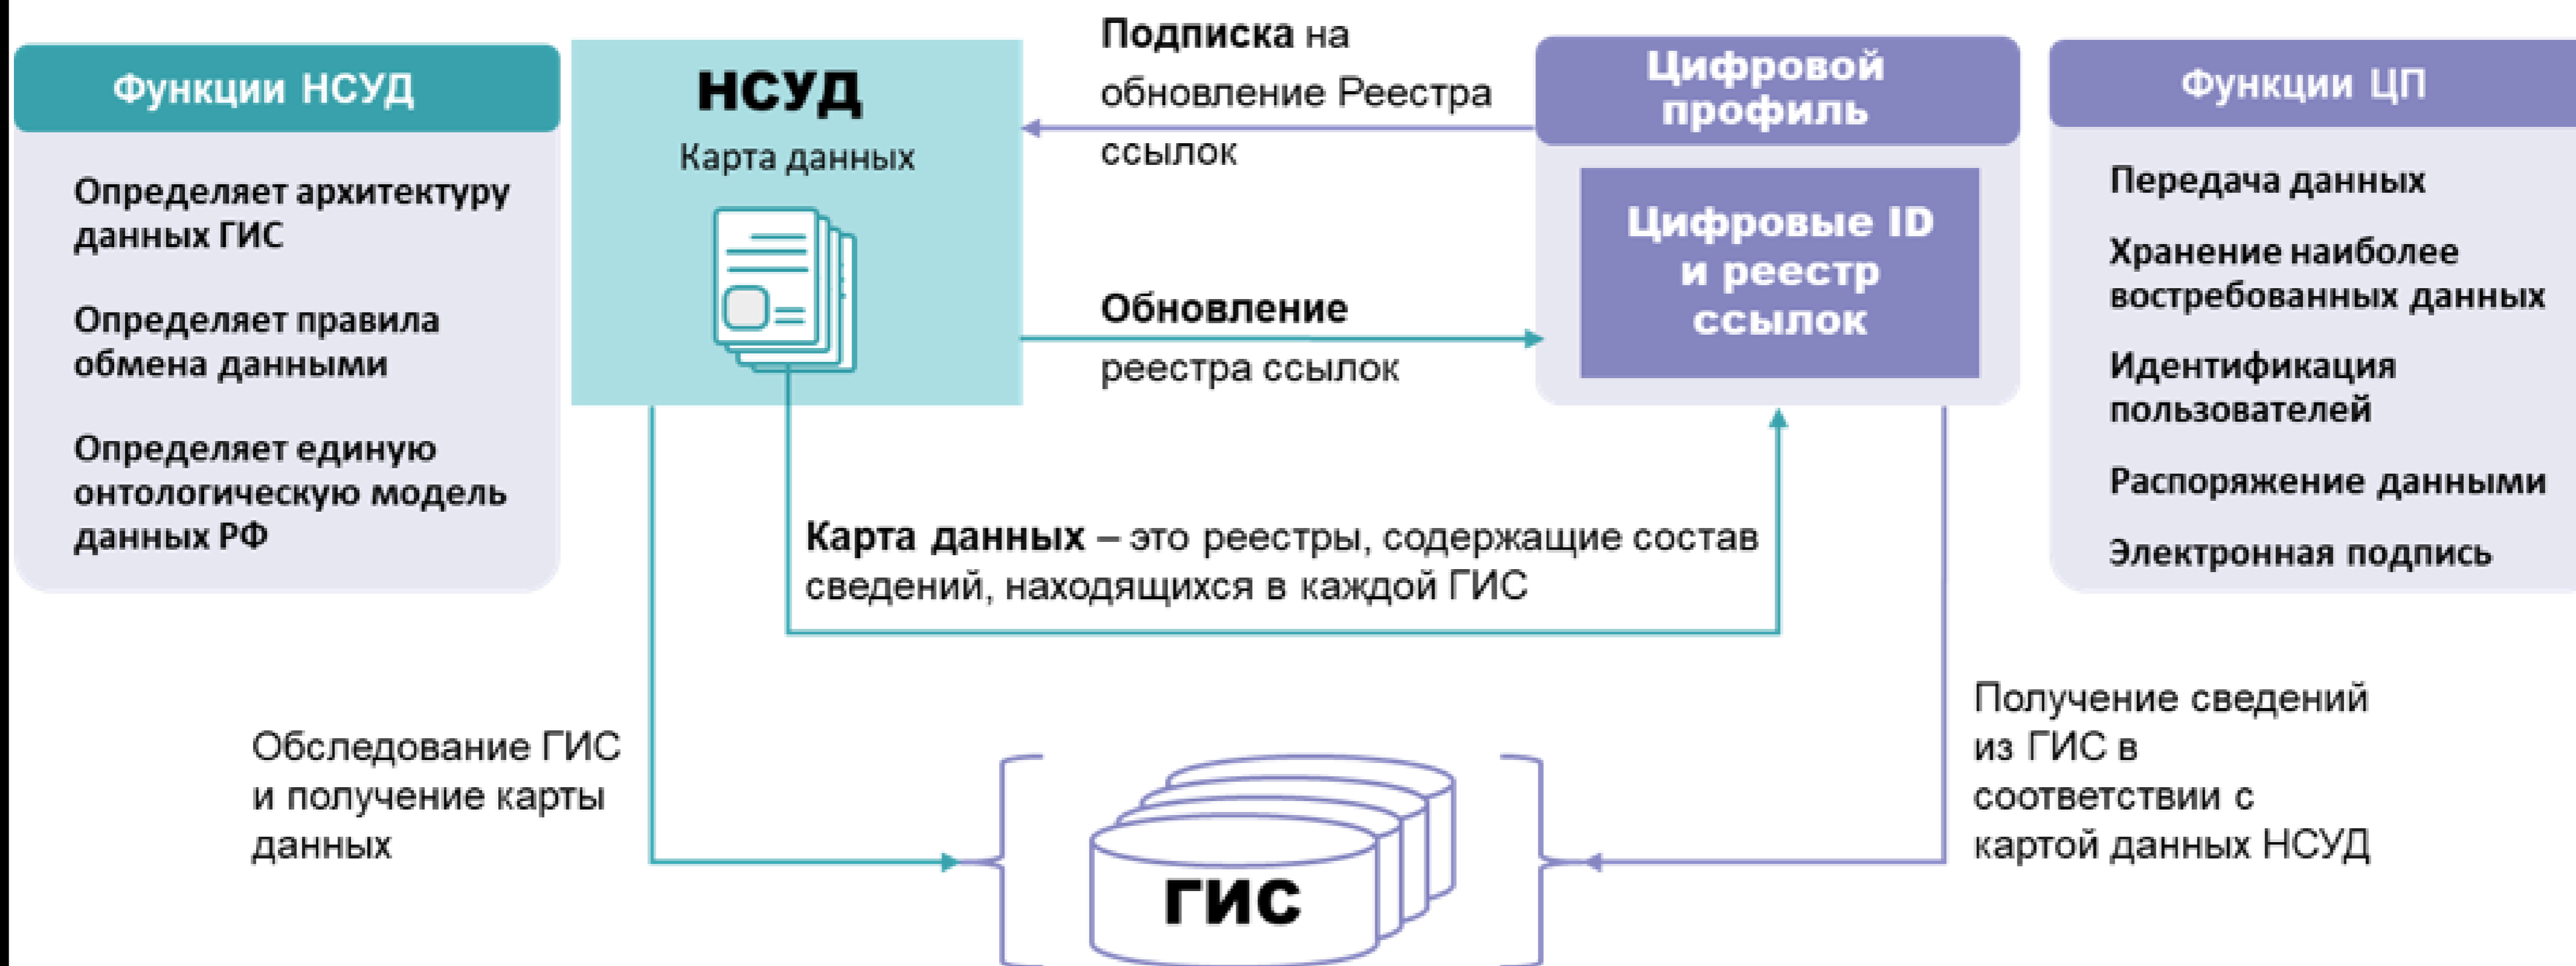 Функции НСУД
Определяет архитектуру
данных ГИС
Определяет правила
обмена данными
Определяет единую
онтологическую модель
данных РФ
НСУД
Карта данных
Подписка на
обновление Реестра
ссылок
Обновление
реестра ссылок
Цифровой
профиль
Цифровые ID
и реестр
ссылок
Функции ЦП
Передача данных
Хранение наиболее
востребованных данных
Идентификация
пользователей
Распоряжение данными
Электронная подпись
Карта данных – это реестры, содержащие состав
сведений, находящихся в каждой ГИС
Обследование ГИС
и получение карты
данных
ГИС
Получение сведений
из ГИС в
соответствии с
картой данных НСУД